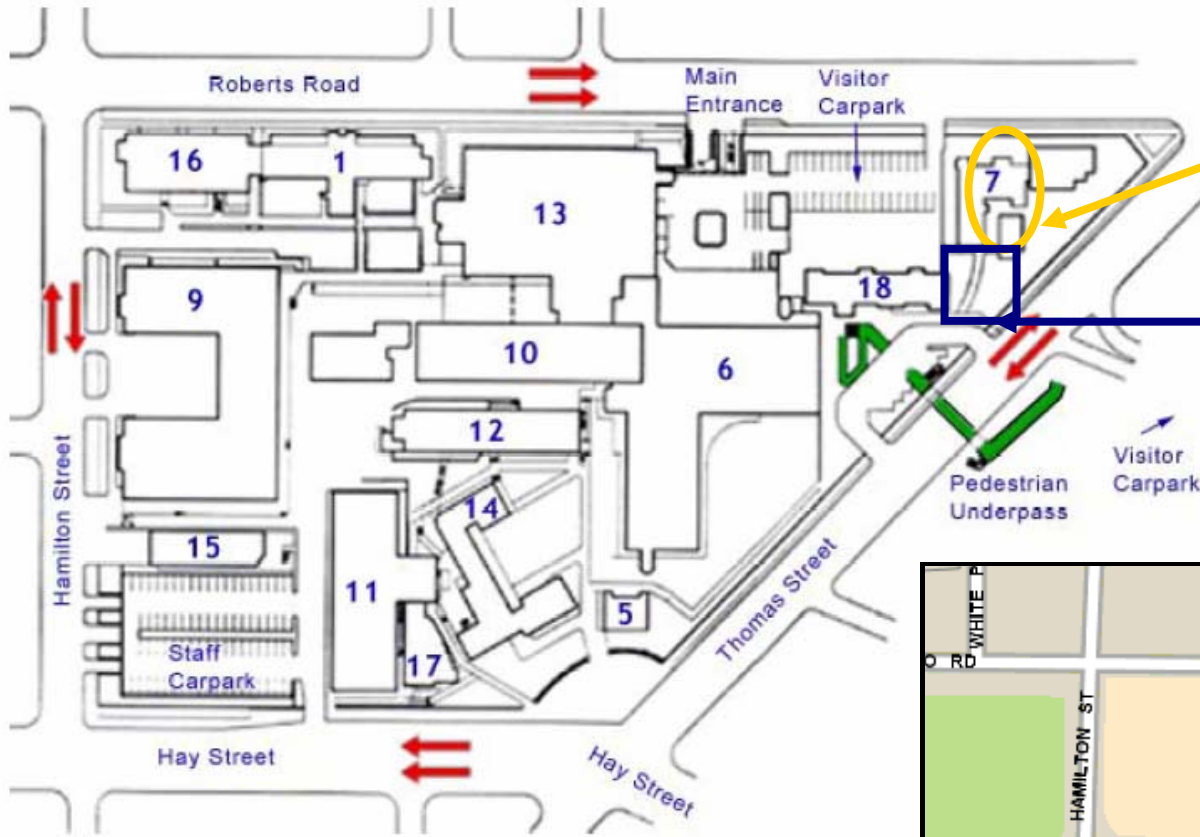 Roberts Road
Main
Entrance
Visitor
Carpark
16
1
13
7
9
18
10
6
12
14
15
11
5
17
Hamilton Street
Staff
Carpark
Thomas Street
Pedestrian
Underpass
Visitor
Carpark
Hay Street
Hay Street
WHITE P
O RD
HAMILTON ST